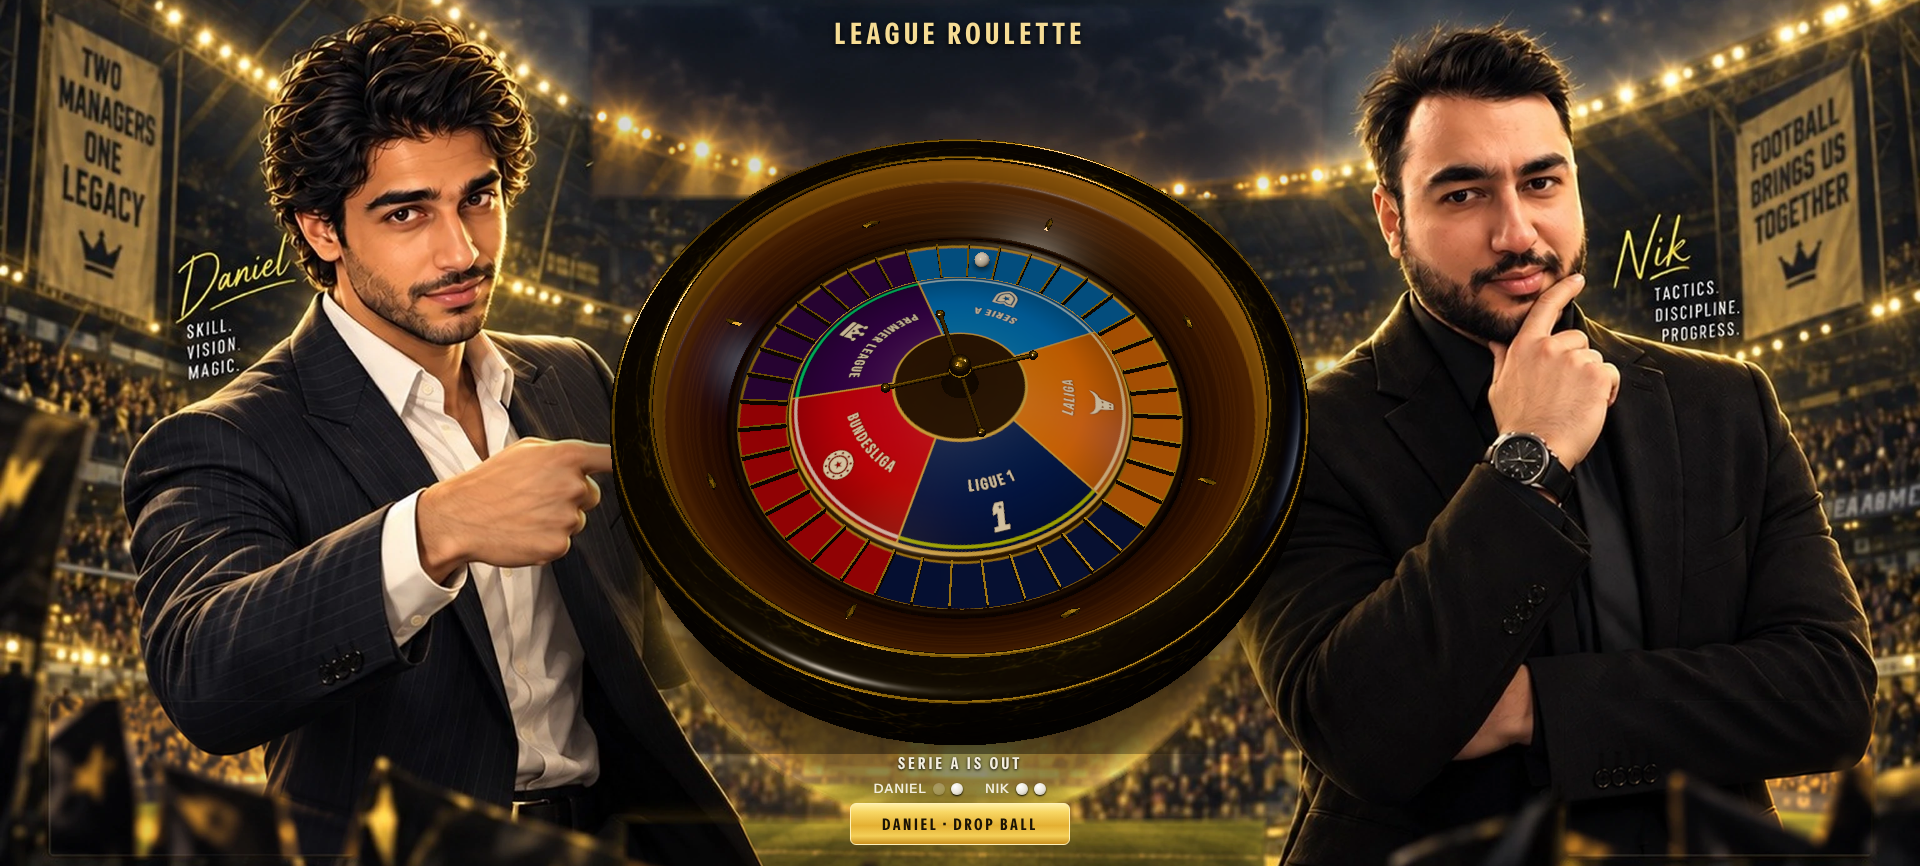 LEAGUE ROULETTE
TWO
MANAGERS
ONE
LEGACY
Daniel
SKILL.
VISION.
MAGIC.
FOOTBALL
BRINGS US
TOGETHER
Nik
TACTICS.
DISCIPLINE.
PROGRESS.
SERIE A
PREMIER LEAGUE
LALIGA
BUNDESLIGA
LIGUE 1
1
SERIE A IS OUT
DANIEL NIK
DANIEL · DROP BALL